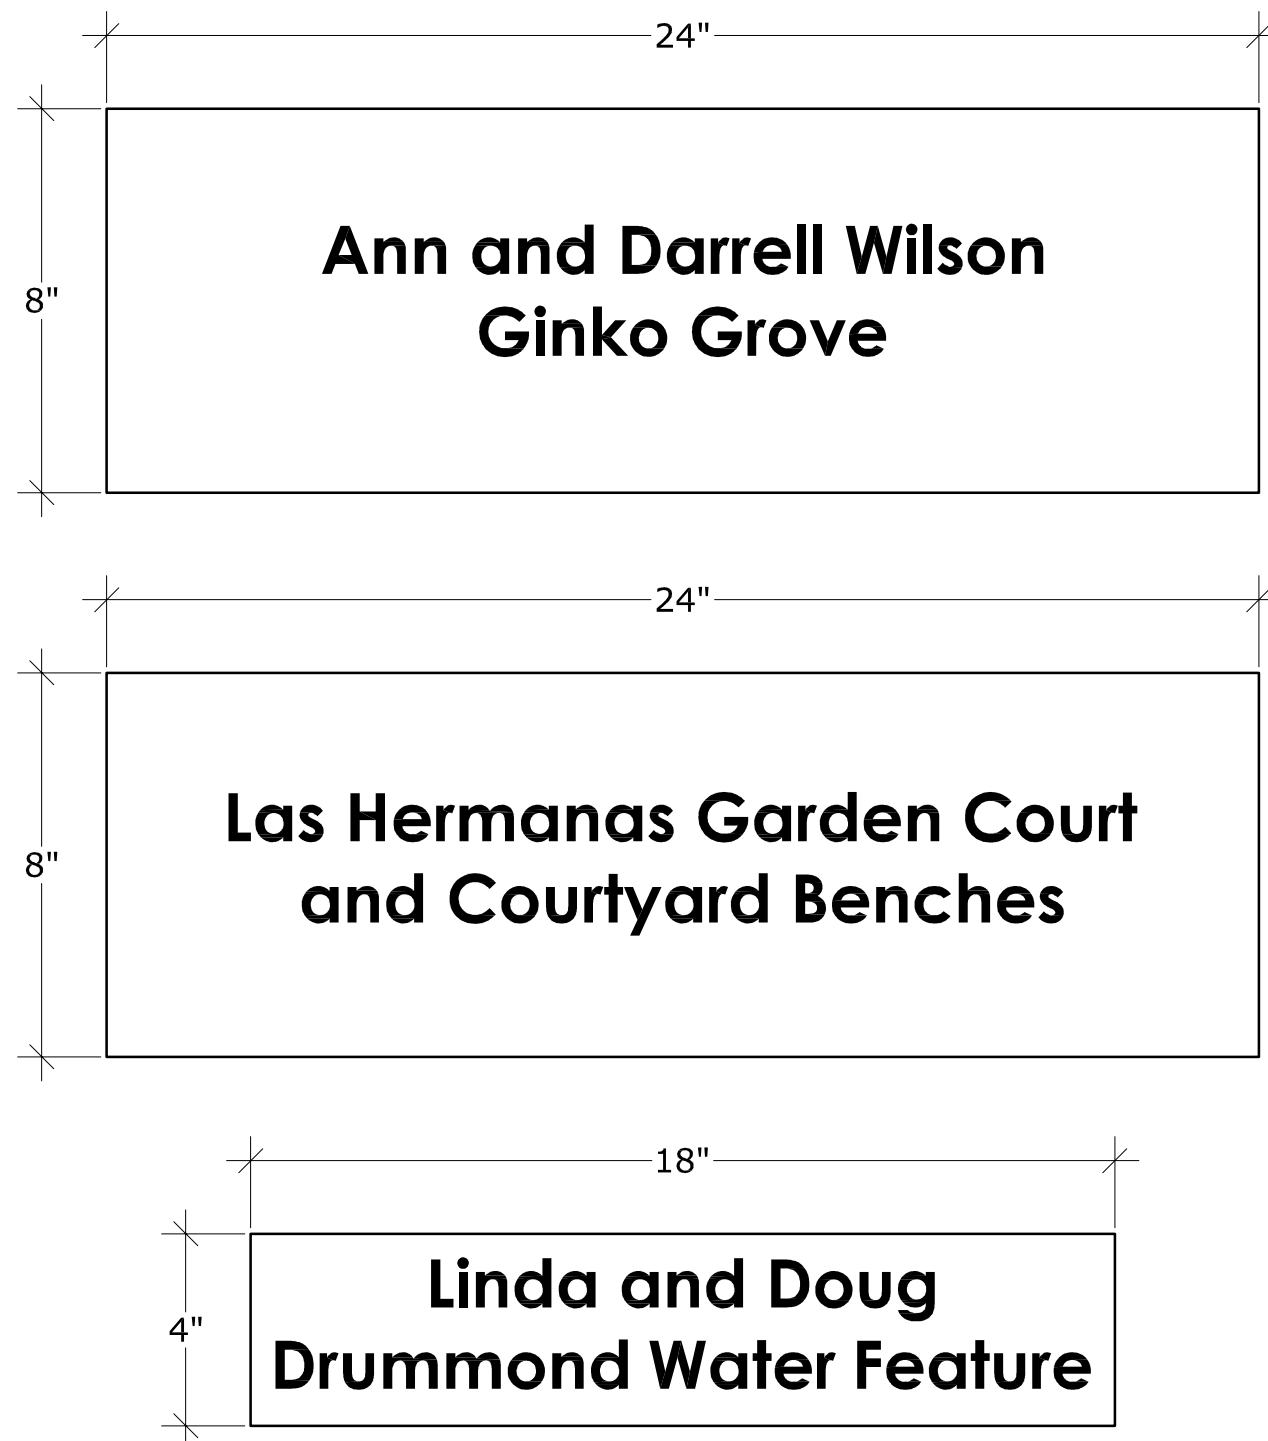 24"
8"
Ann and Darrell Wilson
Ginko Grove
24"
8"
Las Hermanas Garden Court
and Courtyard Benches
18"
4"
Linda and Doug
Drummond Water Feature